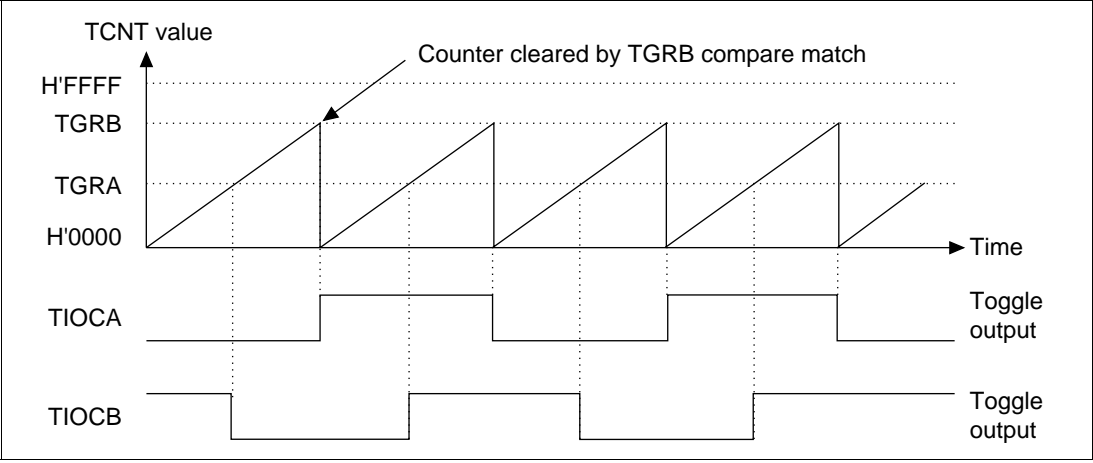 TCNT value
Counter cleared by TGRB compare match
H'FFFF
TGRB
TGRA
H'0000
Time
TIOCA
Toggle
output
TIOCB
Toggle
output